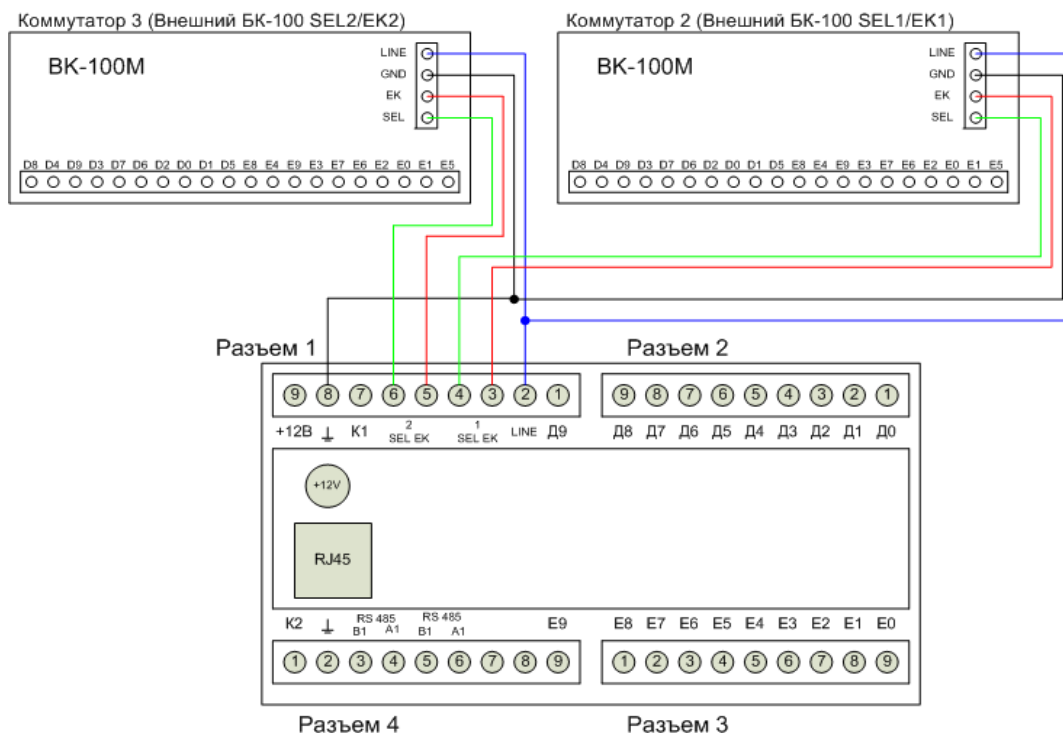 Коммутатор 3 (Внешний БК-100 SEL2/EK2)
Коммутатор 2 (Внешний БК-100 SEL1/EK1)
BK-100M
LINE
GND
EK
SEL
D8 D4 D9 D3 D7 D6 D2 D0 D1 D5 E8 E4 E9 E3 E7 E6 E2 E0 E1 E5
BK-100M
LINE
GND
EK
SEL
D8 D4 D9 D3 D7 D6 D2 D0 D1 D5 E8 E4 E9 E3 E7 E6 E2 E0 E1 E5
Разъем 1
Разъем 2
9 8 7 6 5 4 3 2 1
9 8 7 6 5 4 3 2 1
2 1
+12В K1 SEL EK SEL EK LINE Д9
Д8 Д7 Д6 Д5 Д4 Д3 Д2 Д1 Д0
+12V
RJ45
RS 485 RS 485
K2 B1 A1 B1 A1 E9
E8 E7 E6 E5 E4 E3 E2 E1 E0
1 2 3 4 5 6 7 8 9
1 2 3 4 5 6 7 8 9
Разъем 4
Разъем 3